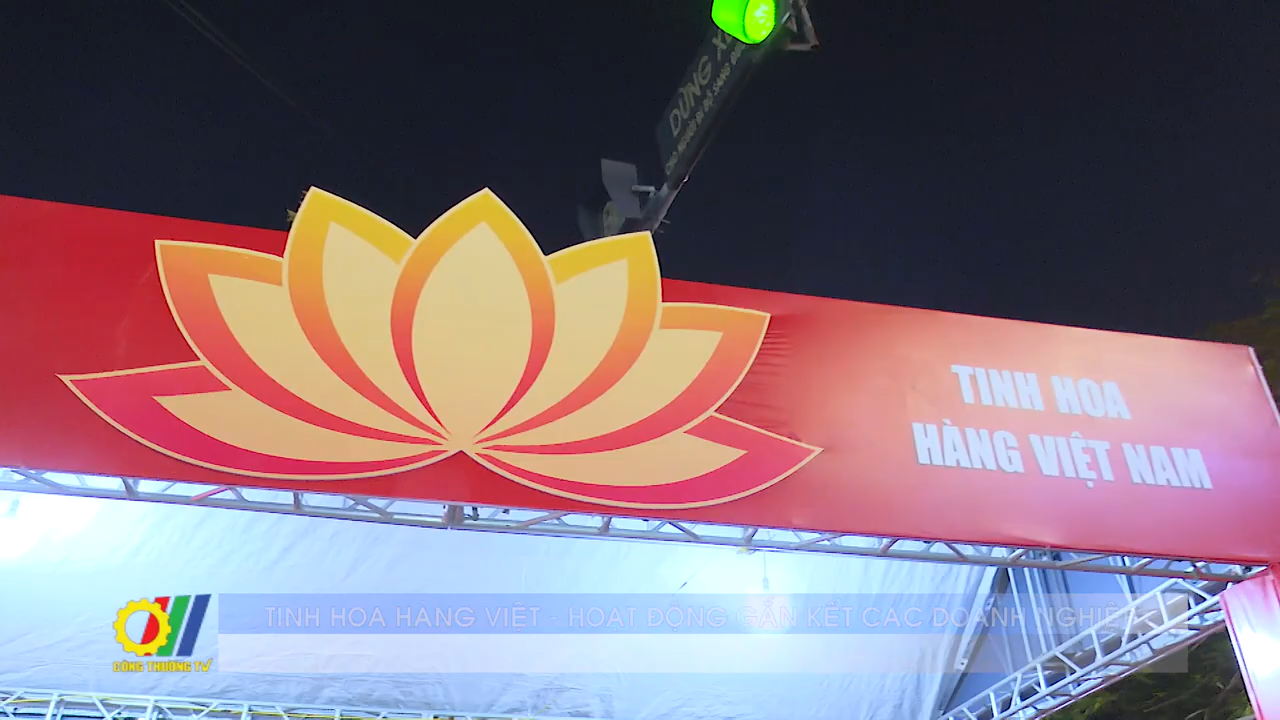 DỪNG
TINH HOA
HÀNG VIỆT NAM
TINH HOA HÀNG VIỆT - HOẠT ĐỘNG GẮN KẾT CÁC DOANH NGHIỆP
CÔNG THƯƠNG TV